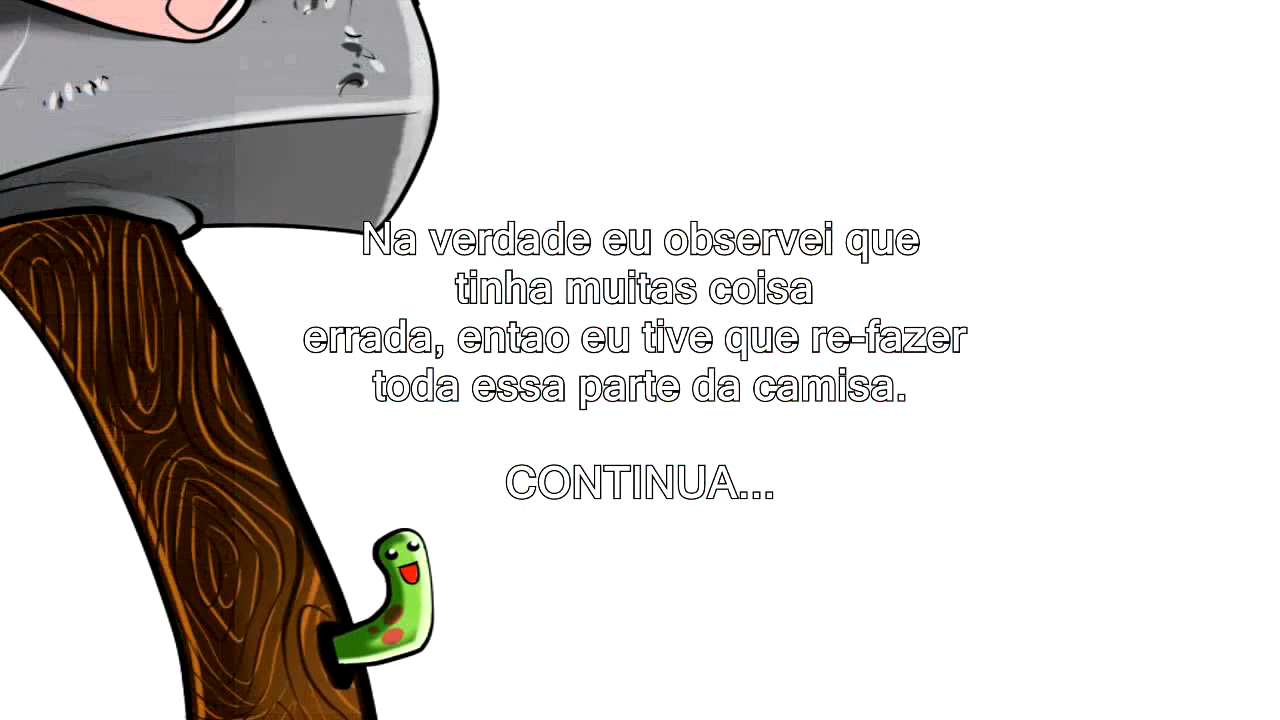 Na verdade eu observei que
tinha muitas coisa
errada, entao eu tive que re-fazer
toda essa parte da camisa.
CONTINUA...